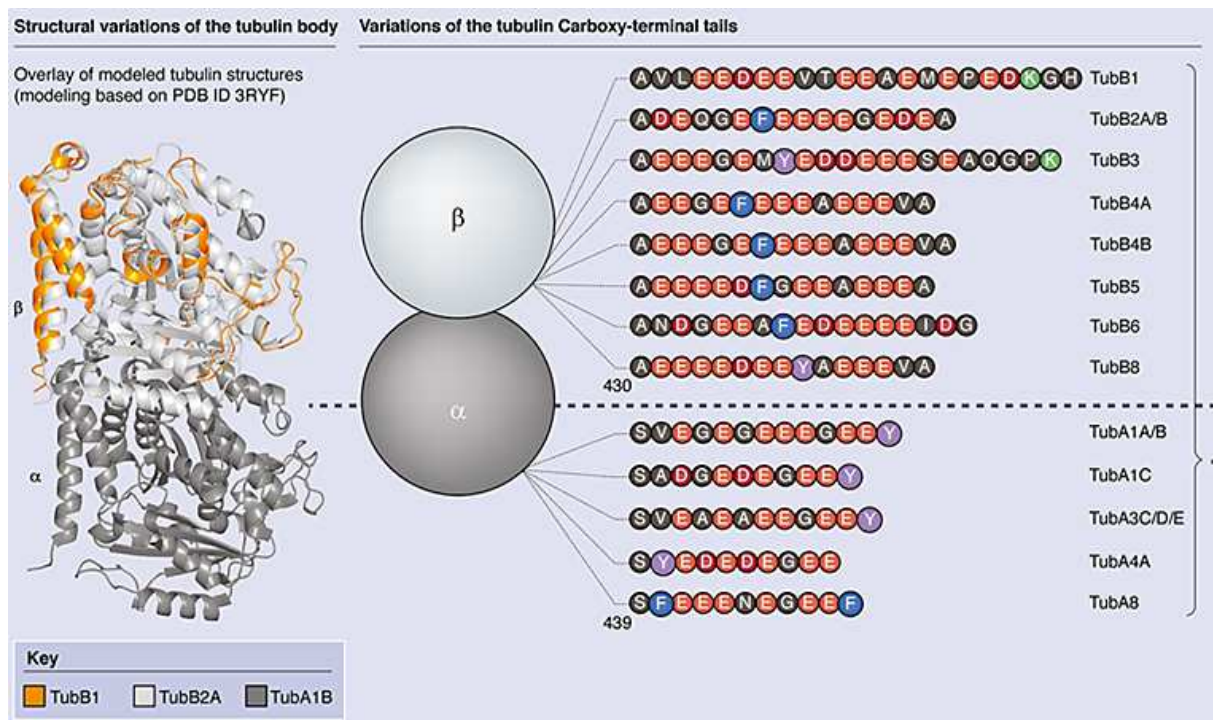 Structural variations of the tubulin body
Variations of the tubulin Carboxy-terminal tails
Overlay of modeled tubulin structures
(modeling based on PDB ID 3RYF)
β
α
β
α
AVLEEDEEVTEEAEMEPEDKGH TubB1
ADEQGEFEEEEGEDEA TubB2A/B
AEEEGEMYEDDEEESEAQGPK TubB3
AEEGEFEEEAEEEVA TubB4A
AEEEGEFEEEAEEEVA TubB4B
AEEEEDFGEEAEEEA TubB5
ANDGEEAFEDEEEEIDG TubB6
AEEEEDEEYAEEEVA TubB8
430
SVEGEGEEEGEEY TubA1A/B
SADGEDEGEEY TubA1C
SVEAEAEEGEEY TubA3C/D/E
SYEDEDEGEE TubA4A
SFEEENEGEEF TubA8
439
Key
TubB1 TubB2A TubA1B